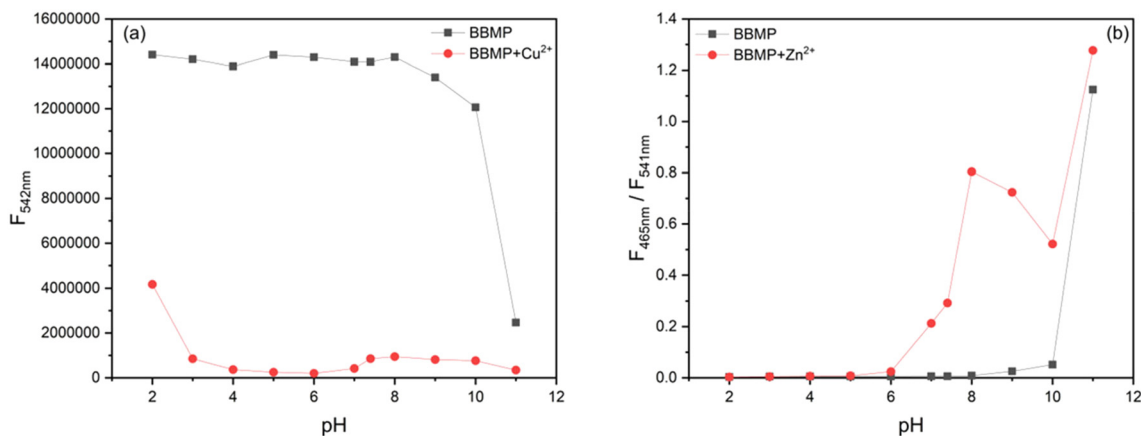 (a)
BBMP
BBMP+Cu²⁺
F₅₄₂ₙₘ
16000000
14000000
12000000
10000000
8000000
6000000
4000000
2000000
0
2 4 6 8 10 12
pH
(b)
BBMP
BBMP+Zn²⁺
F₄₆₅ₙₘ / F₅₄₁ₙₘ
1.4
1.2
1.0
0.8
0.6
0.4
0.2
0.0
2 4 6 8 10 12
pH